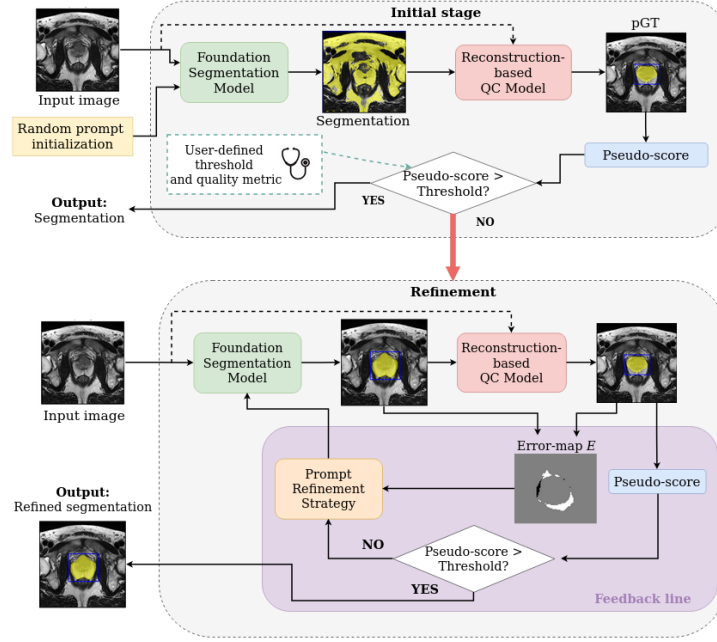 Initial stage
pGT
Foundation
Segmentation
Model
Reconstruction-
based
QC Model
Input image
Segmentation
Random prompt
initialization
User-defined
threshold
and quality metric
Pseudo-score
Pseudo-score >
Threshold?
YES
NO
Output:
Segmentation
Refinement
Foundation
Segmentation
Model
Reconstruction-
based
QC Model
Input image
Error-map E
Prompt
Refinement
Strategy
Pseudo-score
Output:
Refined segmentation
NO
Pseudo-score >
Threshold?
YES
Feedback line